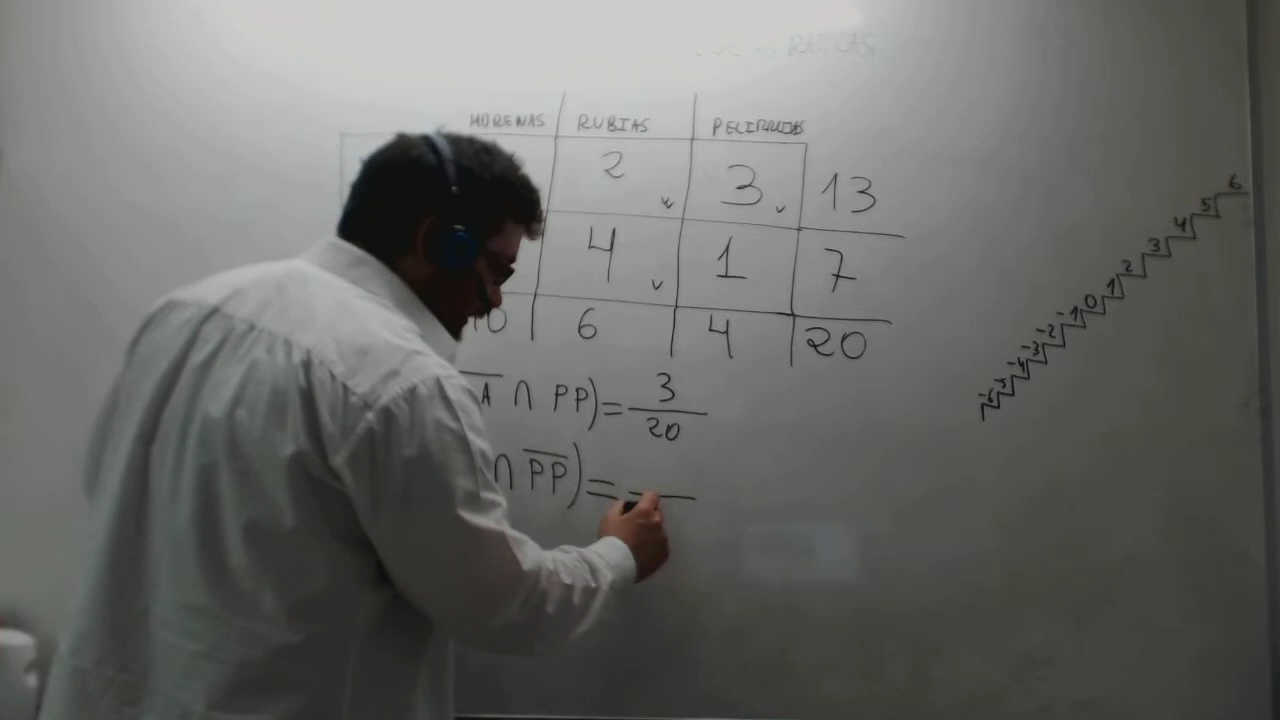 MORENAS RUBIAS PELIRROJAS
2 3 13
4 1 7
10 6 4 20
A ∩ PP) = 3/20
∩ P̅P̅) =
6
5
4
3
2
1
0
-1
-2
-3
-4
-5
-6